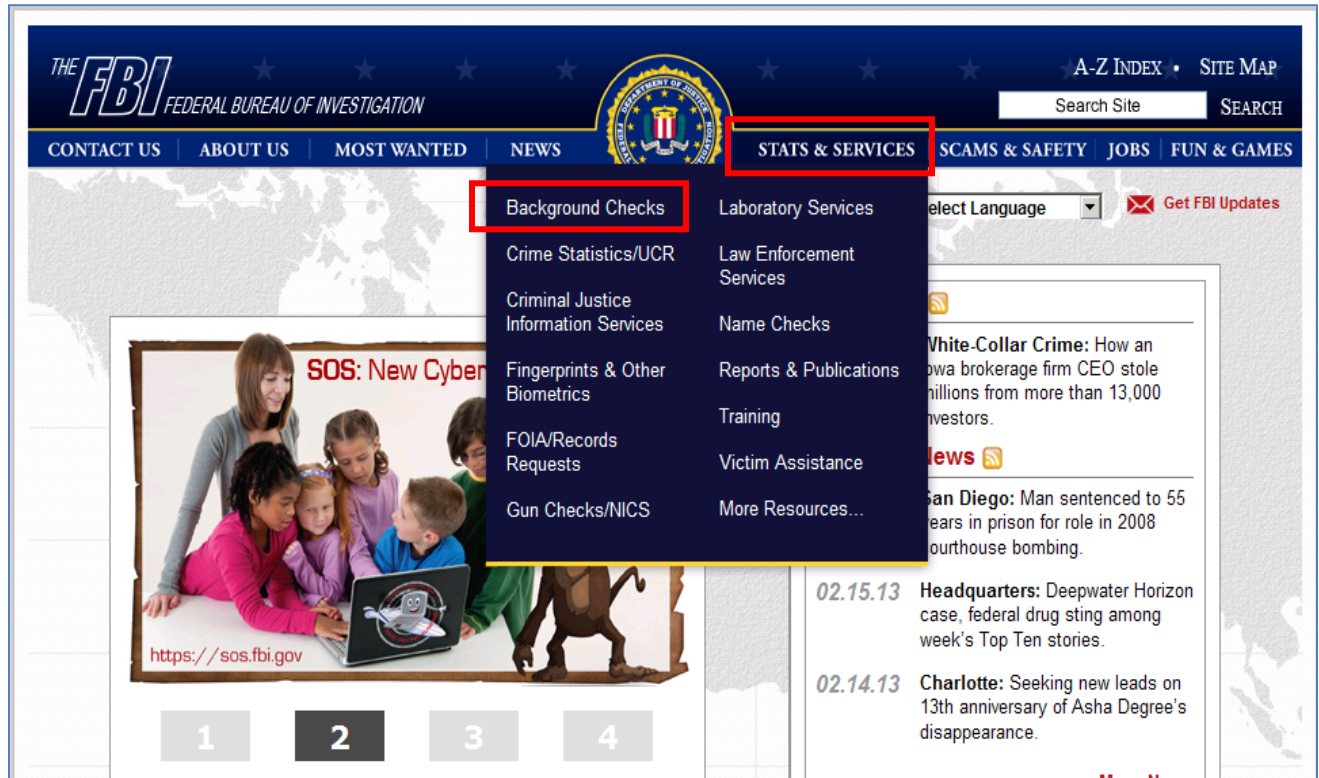 THE FBI FEDERAL BUREAU OF INVESTIGATION
A-Z INDEX • SITE MAP
Search Site SEARCH
CONTACT US ABOUT US MOST WANTED NEWS
STATS & SERVICES SCAMS & SAFETY JOBS FUN & GAMES
Background Checks
Crime Statistics/UCR
Criminal Justice
Information Services
Fingerprints & Other
Biometrics
FOIA/Records
Requests
Gun Checks/NICS
Laboratory Services
Law Enforcement
Services
Name Checks
Reports & Publications
Training
Victim Assistance
More Resources...
elect Language
Get FBI Updates
SOS: New Cyber
https://sos.fbi.gov
1 2 3 4
White-Collar Crime: How an
owa brokerage firm CEO stole
millions from more than 13,000
nvestors.
News
San Diego: Man sentenced to 55
years in prison for role in 2008
courthouse bombing.
02.15.13 Headquarters: Deepwater Horizon
case, federal drug sting among
week's Top Ten stories.
02.14.13 Charlotte: Seeking new leads on
13th anniversary of Asha Degree's
disappearance.